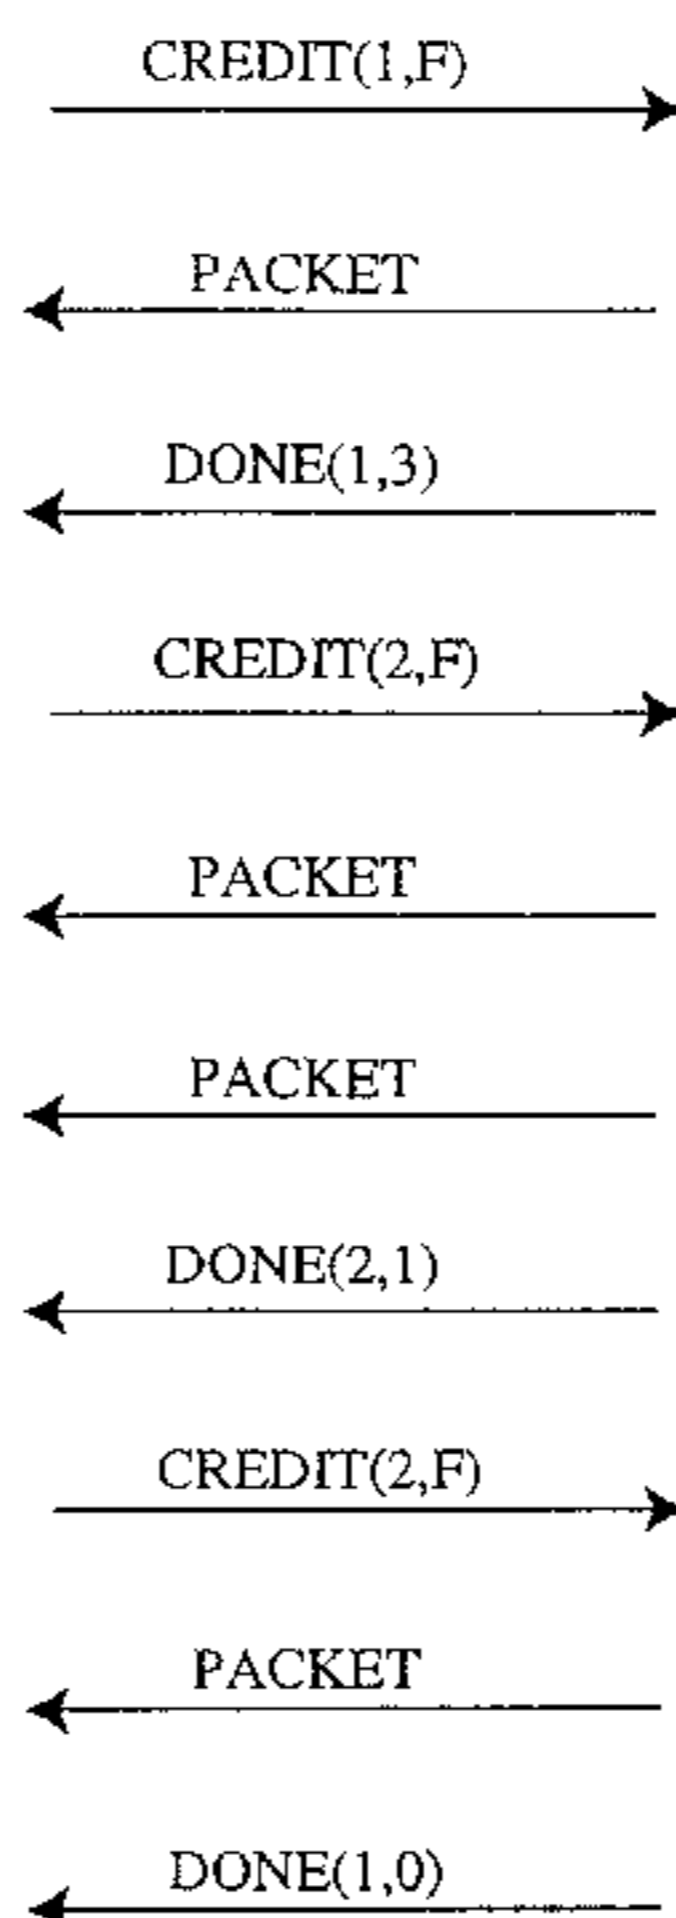 CREDIT(1,F)
PACKET
DONE(1,3)
CREDIT(2,F)
PACKET
PACKET
DONE(2,1)
CREDIT(2,F)
PACKET
DONE(1,0)